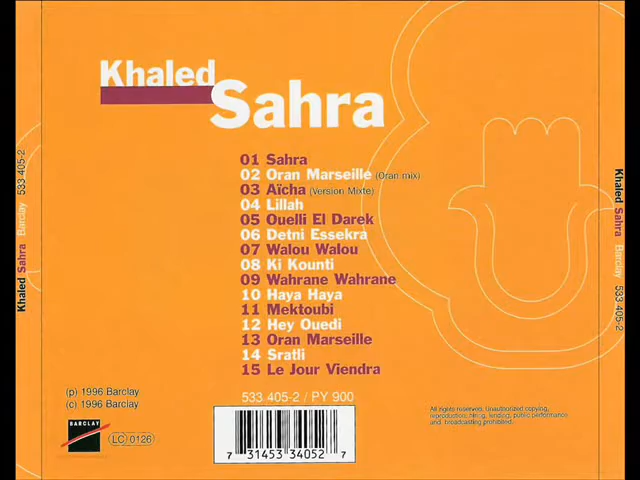 Khaled
Sahra
01 Sahra
02 Oran Marseille (Oran mix)
03 Aïcha (Version Mixte)
04 Lillah
05 Ouelli El Darek
06 Detni Essekra
07 Walou Walou
08 Ki Kounti
09 Wahrane Wahrane
10 Haya Haya
11 Mektoubi
12 Hey Ouedi
13 Oran Marseille
14 Sratli
15 Le Jour Viendra
533 405-2 / PY 900
(p) 1996 Barclay
(c) 1996 Barclay
BARCLAY
LC 0126
7 31453 34052 7
All rights reserved. Unauthorized copying,
reproduction, hiring, lending, public performance
and broadcasting prohibited.
Khaled Sahra Barclay 533 405-2
Khaled Sahra Barclay 533 405-2